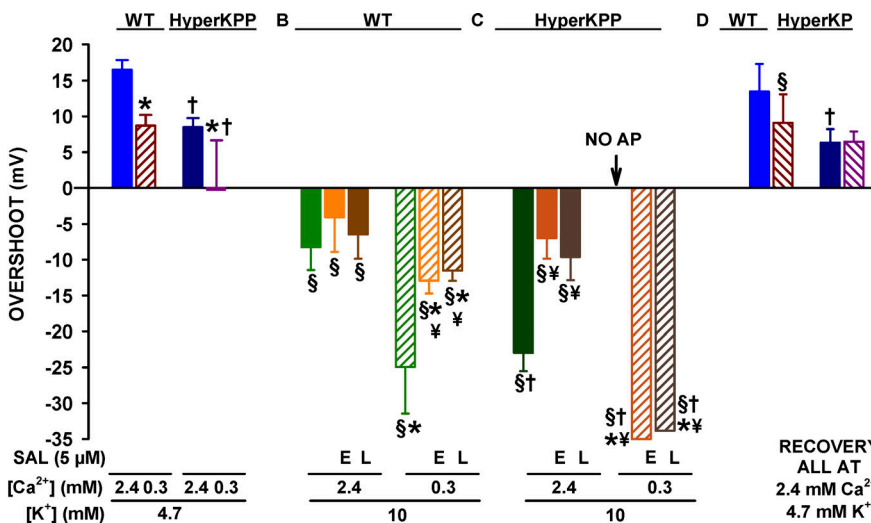 WT HyperKPP B WT C HyperKPP D WT HyperKP
20
15
10
5
0
-5
-10
-15
-20
-25
-30
-35
OVERSHOOT (mV)
*
†
*†
§
†
NO AP
§ § §
§*
§*
¥
§*
¥
§†
§¥
§¥
§†
*¥
§†
*¥
SAL (5 µM) E L E L E L E L
[Ca²⁺] (mM) 2.4 0.3 2.4 0.3 2.4 0.3 2.4 0.3
[K⁺] (mM) 4.7 10 10
RECOVERY
ALL AT
2.4 mM Ca²
4.7 mM K⁺